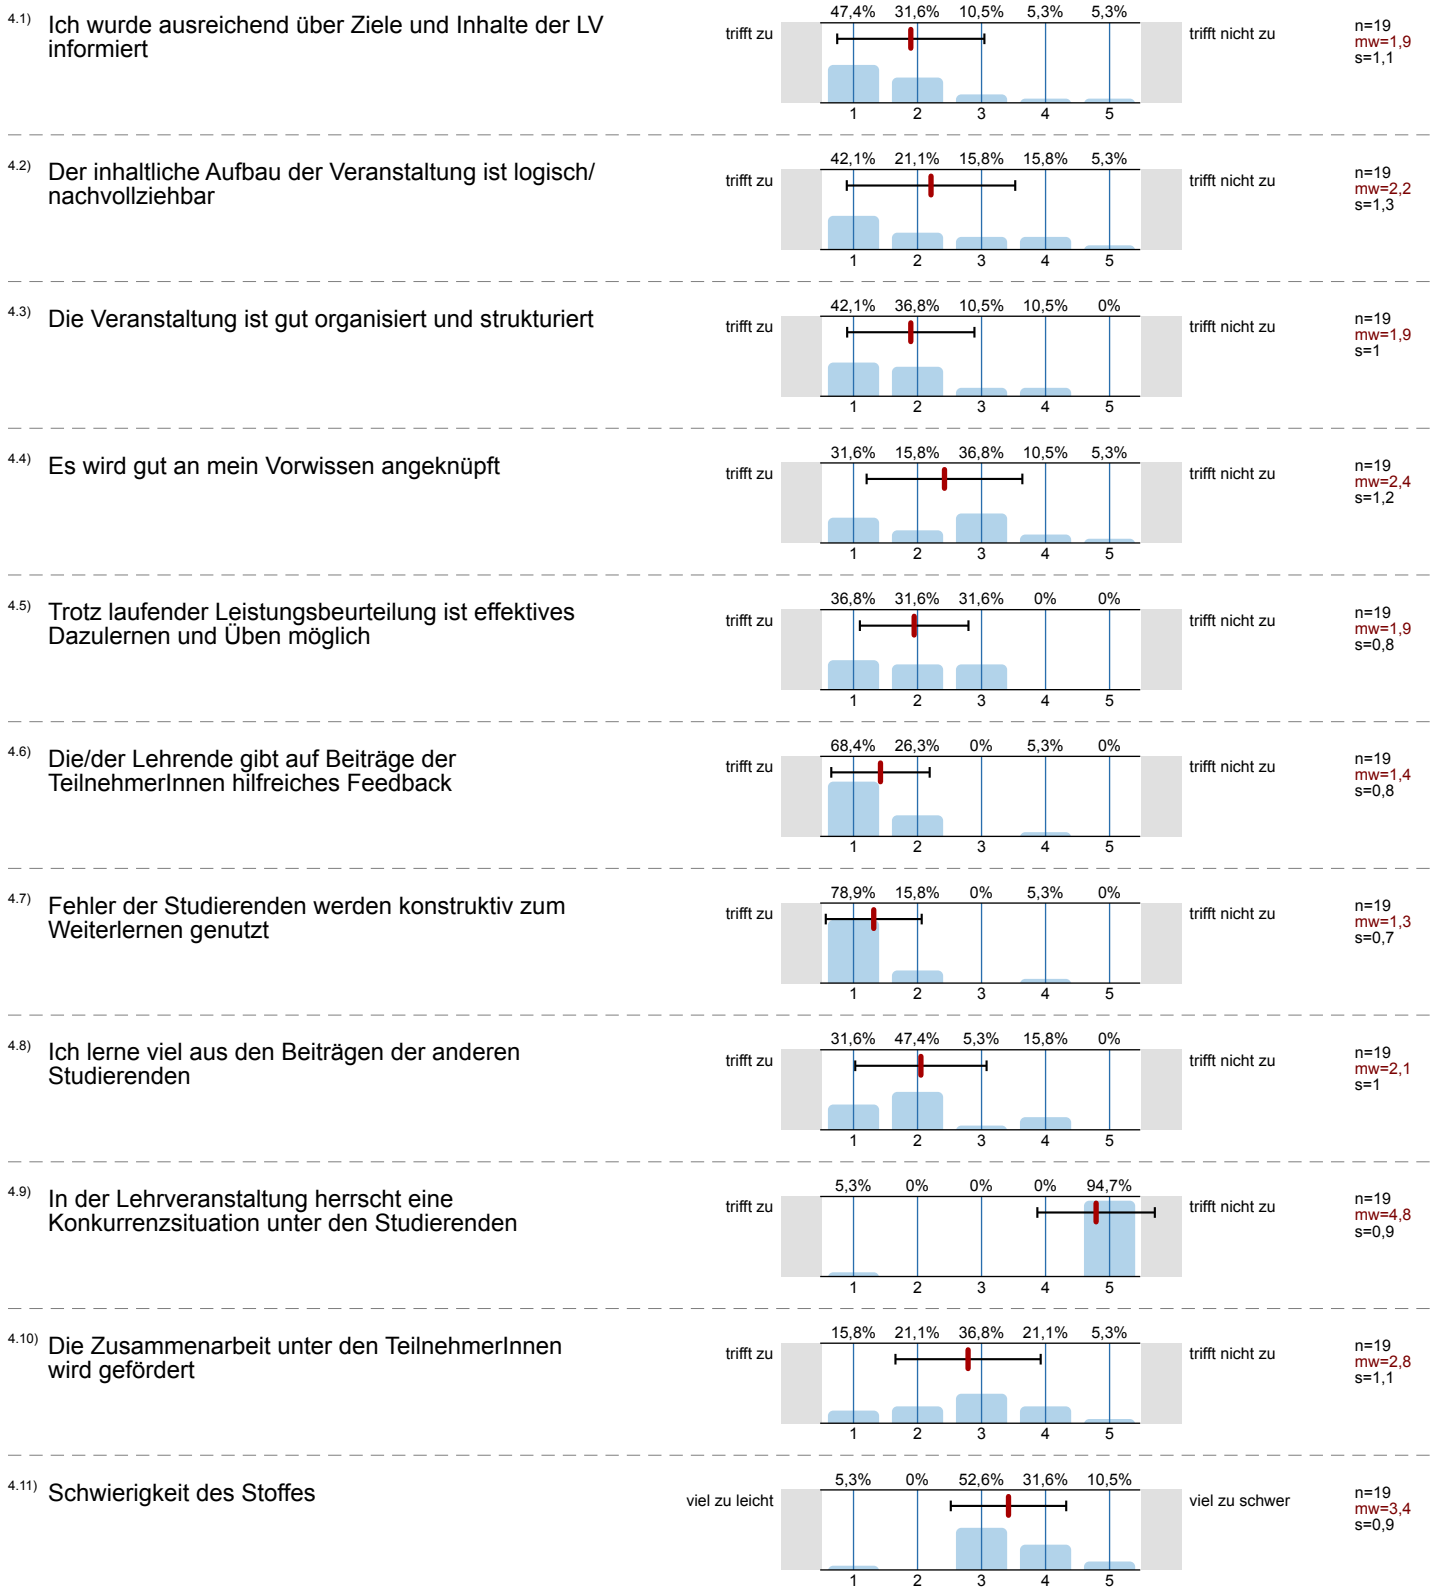 4.1) Ich wurde ausreichend über Ziele und Inhalte der LV
informiert
47,4% 31,6% 10,5% 5,3% 5,3%
trifft zu
trifft nicht zu
n=19
mw=1,9
s=1,1
1 2 3 4 5
4.2) Der inhaltliche Aufbau der Veranstaltung ist logisch/
nachvollziehbar
42,1% 21,1% 15,8% 15,8% 5,3%
trifft zu
trifft nicht zu
n=19
mw=2,2
s=1,3
1 2 3 4 5
4.3) Die Veranstaltung ist gut organisiert und strukturiert
42,1% 36,8% 10,5% 10,5% 0%
trifft zu
trifft nicht zu
n=19
mw=1,9
s=1
1 2 3 4 5
4.4) Es wird gut an mein Vorwissen angeknüpft
31,6% 15,8% 36,8% 10,5% 5,3%
trifft zu
trifft nicht zu
n=19
mw=2,4
s=1,2
1 2 3 4 5
4.5) Trotz laufender Leistungsbeurteilung ist effektives
Dazulernen und Üben möglich
36,8% 31,6% 31,6% 0% 0%
trifft zu
trifft nicht zu
n=19
mw=1,9
s=0,8
1 2 3 4 5
4.6) Die/der Lehrende gibt auf Beiträge der
TeilnehmerInnen hilfreiches Feedback
68,4% 26,3% 0% 5,3% 0%
trifft zu
trifft nicht zu
n=19
mw=1,4
s=0,8
1 2 3 4 5
4.7) Fehler der Studierenden werden konstruktiv zum
Weiterlernen genutzt
78,9% 15,8% 0% 5,3% 0%
trifft zu
trifft nicht zu
n=19
mw=1,3
s=0,7
1 2 3 4 5
4.8) Ich lerne viel aus den Beiträgen der anderen
Studierenden
31,6% 47,4% 5,3% 15,8% 0%
trifft zu
trifft nicht zu
n=19
mw=2,1
s=1
1 2 3 4 5
4.9) In der Lehrveranstaltung herrscht eine
Konkurrenzsituation unter den Studierenden
5,3% 0% 0% 0% 94,7%
trifft zu
trifft nicht zu
n=19
mw=4,8
s=0,9
1 2 3 4 5
4.10) Die Zusammenarbeit unter den TeilnehmerInnen
wird gefördert
15,8% 21,1% 36,8% 21,1% 5,3%
trifft zu
trifft nicht zu
n=19
mw=2,8
s=1,1
1 2 3 4 5
4.11) Schwierigkeit des Stoffes
5,3% 0% 52,6% 31,6% 10,5%
viel zu leicht
viel zu schwer
n=19
mw=3,4
s=0,9
1 2 3 4 5